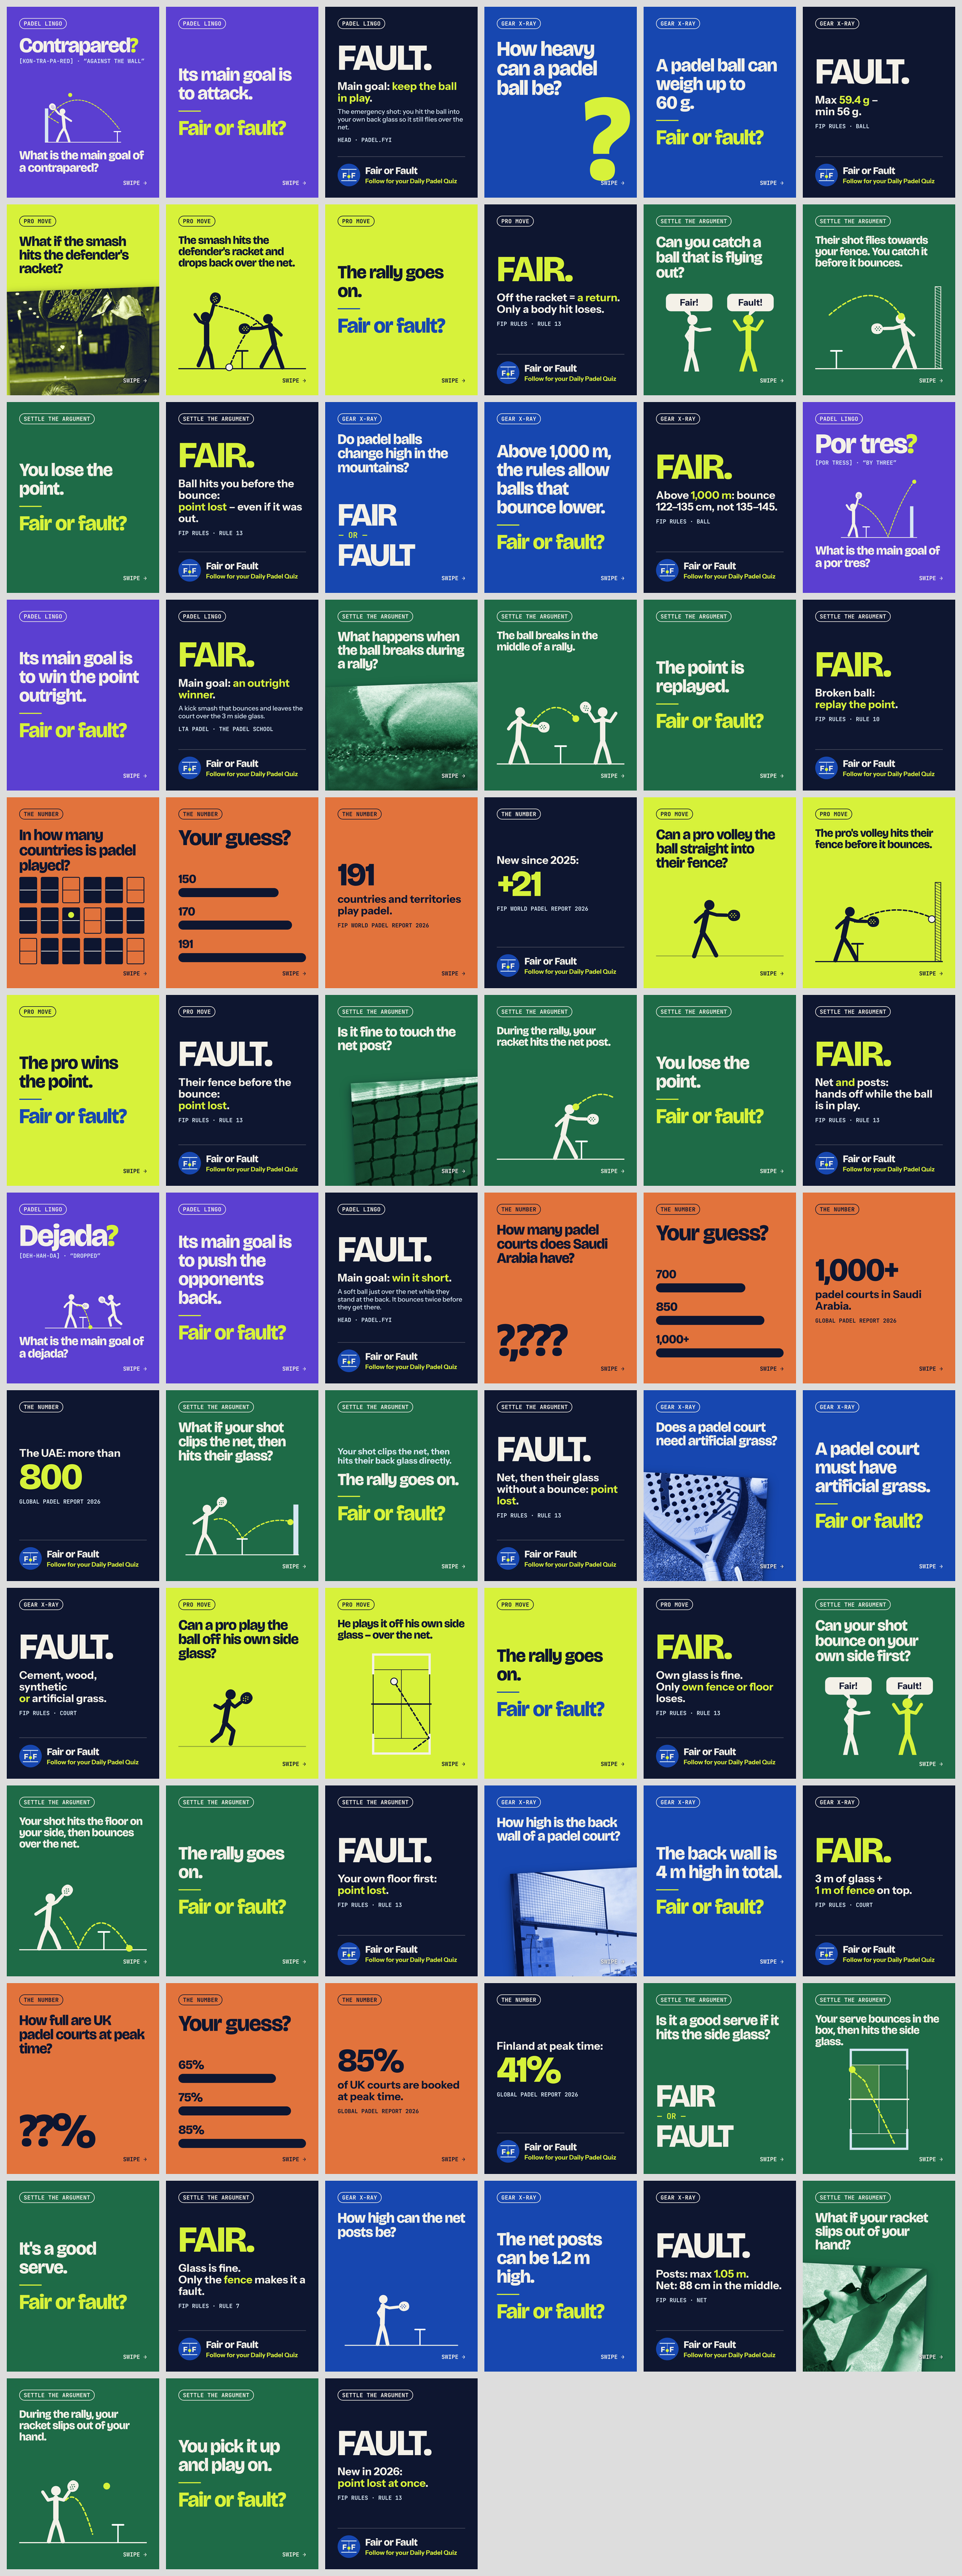 PADEL LINGO
Contrapared?
[KON-TRA-PA-RED] · "AGAINST THE WALL"
What is the main goal of
a contrapared?
SWIPE →
PADEL LINGO
Its main goal is
to attack.
Fair or fault?
SWIPE →
PADEL LINGO
FAULT.
Main goal: keep the ball
in play.
The emergency shot: you hit the ball into
your own back glass so it still flies over the
net.
HEAD · PADEL.FYI
F+F
Fair or Fault
Follow for your Daily Padel Quiz
GEAR X-RAY
How heavy
can a padel
ball be?
?
SWIPE →
GEAR X-RAY
A padel ball can
weigh up to
60 g.
Fair or fault?
SWIPE →
GEAR X-RAY
FAULT.
Max 59.4 g –
min 56 g.
FIP RULES · BALL
F+F
Fair or Fault
Follow for your Daily Padel Quiz
PRO MOVE
What if the smash
hits the defender's
racket?
SWIPE →
PRO MOVE
The smash hits the
defender's racket and
drops back over the net.
SWIPE →
PRO MOVE
The rally goes
on.
Fair or fault?
SWIPE →
PRO MOVE
FAIR.
Off the racket = a return.
Only a body hit loses.
FIP RULES · RULE 13
F+F
Fair or Fault
Follow for your Daily Padel Quiz
SETTLE THE ARGUMENT
Can you catch a
ball that is flying
out?
Fair!
Fault!
SWIPE →
SETTLE THE ARGUMENT
Their shot flies towards
your fence. You catch it
before it bounces.
SWIPE →
SETTLE THE ARGUMENT
You lose the
point.
Fair or fault?
SWIPE →
SETTLE THE ARGUMENT
FAIR.
Ball hits you before the
bounce:
point lost – even if it was
out.
FIP RULES · RULE 13
F+F
Fair or Fault
Follow for your Daily Padel Quiz
GEAR X-RAY
Do padel balls
change high in the
mountains?
FAIR
— OR —
FAULT
SWIPE →
GEAR X-RAY
Above 1,000 m,
the rules allow
balls that
bounce lower.
Fair or fault?
SWIPE →
GEAR X-RAY
FAIR.
Above 1,000 m: bounce
122–135 cm, not 135–145.
FIP RULES · BALL
F+F
Fair or Fault
Follow for your Daily Padel Quiz
PADEL LINGO
Por tres?
[POR TRESS] · "BY THREE"
What is the main goal of
a por tres?
SWIPE →
PADEL LINGO
Its main goal is
to win the point
outright.
Fair or fault?
SWIPE →
PADEL LINGO
FAIR.
Main goal: an outright
winner.
A kick smash that bounces and leaves the
court over the 3 m side glass.
LTA PADEL · THE PADEL SCHOOL
F+F
Fair or Fault
Follow for your Daily Padel Quiz
SETTLE THE ARGUMENT
What happens when
the ball breaks during
a rally?
SWIPE →
SETTLE THE ARGUMENT
The ball breaks in the
middle of a rally.
SWIPE →
SETTLE THE ARGUMENT
The point is
replayed.
Fair or fault?
SWIPE →
SETTLE THE ARGUMENT
FAIR.
Broken ball:
replay the point.
FIP RULES · RULE 10
F+F
Fair or Fault
Follow for your Daily Padel Quiz
THE NUMBER
In how many
countries is padel
played?
SWIPE →
THE NUMBER
Your guess?
150
170
191
SWIPE →
THE NUMBER
191
countries and territories
play padel.
FIP WORLD PADEL REPORT 2026
SWIPE →
THE NUMBER
New since 2025:
+21
FIP WORLD PADEL REPORT 2026
F+F
Fair or Fault
Follow for your Daily Padel Quiz
PRO MOVE
Can a pro volley the
ball straight into
their fence?
SWIPE →
PRO MOVE
The pro's volley hits their
fence before it bounces.
SWIPE →
PRO MOVE
The pro wins
the point.
Fair or fault?
SWIPE →
PRO MOVE
FAULT.
Their fence before the
bounce:
point lost.
FIP RULES · RULE 13
F+F
Fair or Fault
Follow for your Daily Padel Quiz
SETTLE THE ARGUMENT
Is it fine to touch the
net post?
SWIPE →
SETTLE THE ARGUMENT
During the rally, your
racket hits the net post.
SWIPE →
SETTLE THE ARGUMENT
You lose the
point.
Fair or fault?
SWIPE →
SETTLE THE ARGUMENT
FAIR.
Net and posts:
hands off while the ball
is in play.
FIP RULES · RULE 13
F+F
Fair or Fault
Follow for your Daily Padel Quiz
PADEL LINGO
Dejada?
[DEH-HAH-DA] · "DROPPED"
What is the main goal of
a dejada?
SWIPE →
PADEL LINGO
Its main goal is
to push the
opponents
back.
Fair or fault?
SWIPE →
PADEL LINGO
FAULT.
Main goal: win it short.
A soft ball just over the net while they
stand at the back. It bounces twice before
they get there.
HEAD · PADEL.FYI
F+F
Fair or Fault
Follow for your Daily Padel Quiz
THE NUMBER
How many padel
courts does Saudi
Arabia have?
?,???
SWIPE →
THE NUMBER
Your guess?
700
850
1,000+
SWIPE →
THE NUMBER
1,000+
padel courts in Saudi
Arabia.
GLOBAL PADEL REPORT 2026
SWIPE →
THE NUMBER
The UAE: more than
800
GLOBAL PADEL REPORT 2026
F+F
Fair or Fault
Follow for your Daily Padel Quiz
SETTLE THE ARGUMENT
What if your shot
clips the net, then
hits their glass?
SWIPE →
SETTLE THE ARGUMENT
Your shot clips the net, then
hits their back glass directly.
The rally goes on.
Fair or fault?
SWIPE →
SETTLE THE ARGUMENT
FAULT.
Net, then their glass
without a bounce: point
lost.
FIP RULES · RULE 13
F+F
Fair or Fault
Follow for your Daily Padel Quiz
GEAR X-RAY
Does a padel court
need artificial grass?
SWIPE →
GEAR X-RAY
A padel court
must have
artificial grass.
Fair or fault?
SWIPE →
GEAR X-RAY
FAULT.
Cement, wood,
synthetic
or artificial grass.
FIP RULES · COURT
F+F
Fair or Fault
Follow for your Daily Padel Quiz
PRO MOVE
Can a pro play the
ball off his own side
glass?
SWIPE →
PRO MOVE
He plays it off his own side
glass – over the net.
SWIPE →
PRO MOVE
The rally goes
on.
Fair or fault?
SWIPE →
PRO MOVE
FAIR.
Own glass is fine.
Only own fence or floor
loses.
FIP RULES · RULE 13
F+F
Fair or Fault
Follow for your Daily Padel Quiz
SETTLE THE ARGUMENT
Can your shot
bounce on your
own side first?
Fair!
Fault!
SWIPE →
SETTLE THE ARGUMENT
Your shot hits the floor on
your side, then bounces
over the net.
SWIPE →
SETTLE THE ARGUMENT
The rally goes
on.
Fair or fault?
SWIPE →
SETTLE THE ARGUMENT
FAULT.
Your own floor first:
point lost.
FIP RULES · RULE 13
F+F
Fair or Fault
Follow for your Daily Padel Quiz
GEAR X-RAY
How high is the back
wall of a padel court?
SWIPE →
GEAR X-RAY
The back wall is
4 m high in total.
Fair or fault?
SWIPE →
GEAR X-RAY
FAIR.
3 m of glass +
1 m of fence on top.
FIP RULES · COURT
F+F
Fair or Fault
Follow for your Daily Padel Quiz
THE NUMBER
How full are UK
padel courts at peak
time?
??%
SWIPE →
THE NUMBER
Your guess?
65%
75%
85%
SWIPE →
THE NUMBER
85%
of UK courts are booked
at peak time.
GLOBAL PADEL REPORT 2026
SWIPE →
THE NUMBER
Finland at peak time:
41%
GLOBAL PADEL REPORT 2026
F+F
Fair or Fault
Follow for your Daily Padel Quiz
SETTLE THE ARGUMENT
Is it a good serve if it
hits the side glass?
FAIR
— OR —
FAULT
SWIPE →
SETTLE THE ARGUMENT
Your serve bounces in the
box, then hits the side
glass.
SWIPE →
SETTLE THE ARGUMENT
It's a good
serve.
Fair or fault?
SWIPE →
SETTLE THE ARGUMENT
FAIR.
Glass is fine.
Only the fence makes it a
fault.
FIP RULES · RULE 7
F+F
Fair or Fault
Follow for your Daily Padel Quiz
GEAR X-RAY
How high can the net
posts be?
SWIPE →
GEAR X-RAY
The net posts
can be 1.2 m
high.
Fair or fault?
SWIPE →
GEAR X-RAY
FAULT.
Posts: max 1.05 m.
Net: 88 cm in the middle.
FIP RULES · NET
F+F
Fair or Fault
Follow for your Daily Padel Quiz
SETTLE THE ARGUMENT
What if your racket
slips out of your
hand?
SWIPE →
SETTLE THE ARGUMENT
During the rally, your
racket slips out of your
hand.
SWIPE →
SETTLE THE ARGUMENT
You pick it up
and play on.
Fair or fault?
SWIPE →
SETTLE THE ARGUMENT
FAULT.
New in 2026:
point lost at once.
FIP RULES · RULE 13
F+F
Fair or Fault
Follow for your Daily Padel Quiz